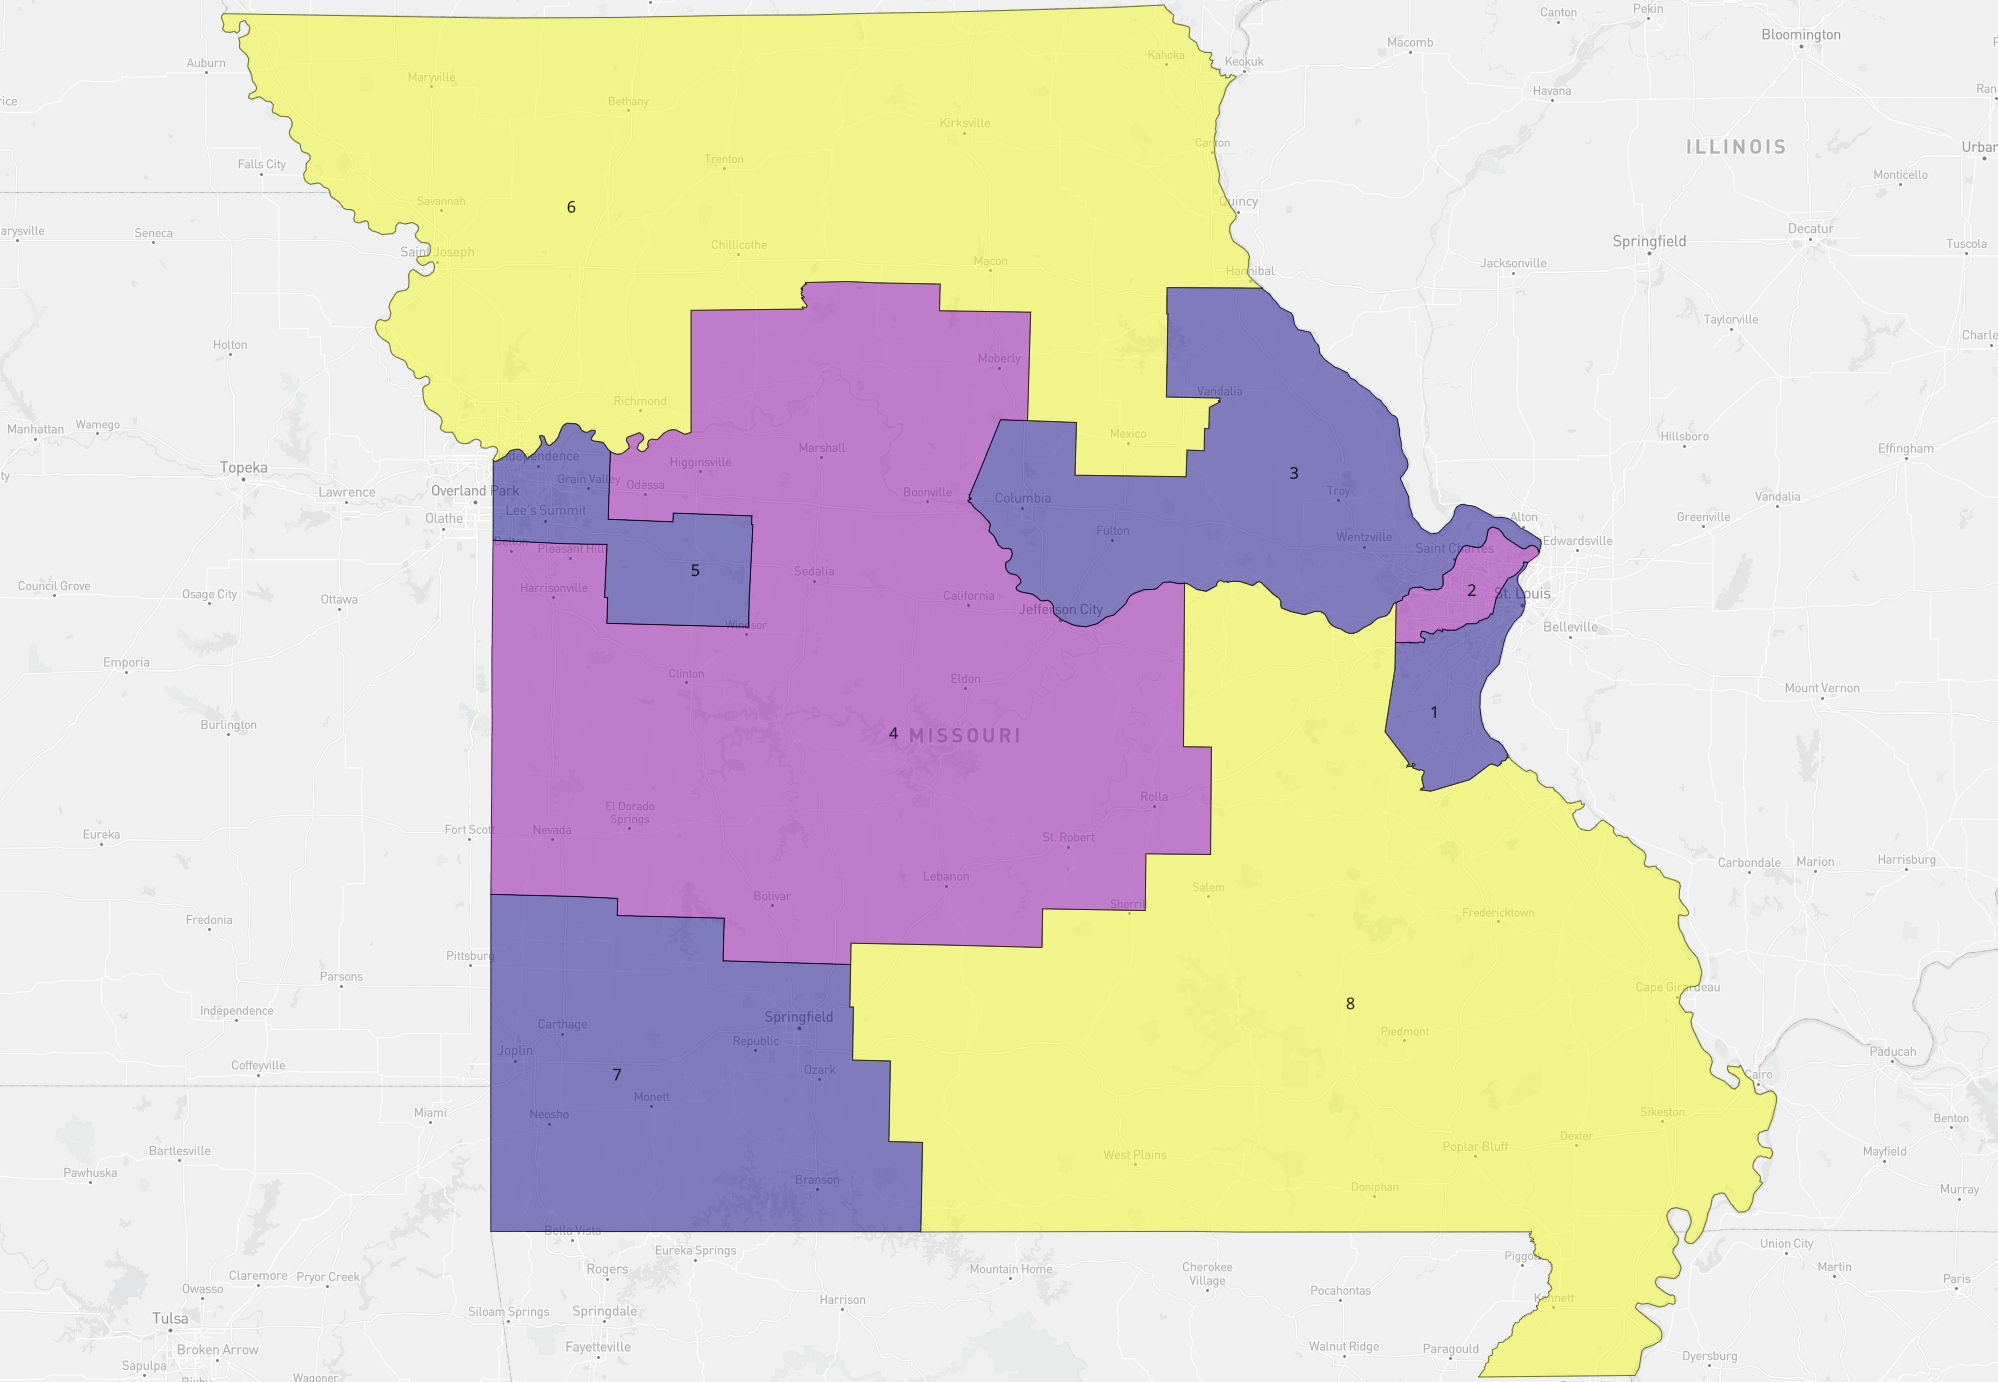 Canton
Pekin
Bloomington
Macomb
Kahoka
Keokuk
Auburn
Maryville
Havana
Bethany
Kirksville
Canton
ILLINOIS
Urban
Falls City
Trenton
Monticello
Savannah
Quincy
6
Seneca
arysville
Springfield
Decatur
Tuscola
Saint Joseph
Chillicothe
Macon
Jacksonville
Hannibal
Taylorville
Holton
Charle
Moberly
Vandalia
Richmond
Manhattan
Wamego
Mexico
Hillsboro
Effingham
Marshall
Independence
Higginsville
Topeka
3
Grain Valley
Odessa
Overland Park
Lawrence
Boonville
Columbia
Troy
Vandalia
Lee's Summit
Olathe
Alton
Greenville
Fulton
Wentzville
Belton
Pleasant Hill
Saint Charles
Edwardsville
5
Sedalia
Council Grove
Harrisonville
2
St. Louis
Osage City
Ottawa
California
Jefferson City
Windsor
Belleville
Emporia
Clinton
Eldon
Mount Vernon
1
Burlington
4
MISSOURI
Rolla
El Dorado
Springs
Eureka
Fort Scott
Nevada
St. Robert
Carbondale
Marion
Harrisburg
Lebanon
Salem
Bolivar
Sherrill
Fredericktown
Fredonia
Pittsburg
Parsons
Cape Girardeau
8
Independence
Springfield
Carthage
Piedmont
Republic
Joplin
Paducah
Coffeyville
Ozark
Cairo
7
Monett
Neosho
Miami
Sikeston
Benton
Bartlesville
Poplar Bluff
Dexter
West Plains
Mayfield
Pawhuska
Branson
Doniphan
Murray
Bella Vista
Eureka Springs
Union City
Rogers
Mountain Home
Cherokee
Village
Martin
Claremore
Pryor Creek
Paris
Owasso
Pocahontas
Harrison
Kennett
Tulsa
Siloam Springs
Springdale
Fayetteville
Walnut Ridge
Paragould
Broken Arrow
Dyersburg
Sapulpa
Wagoner